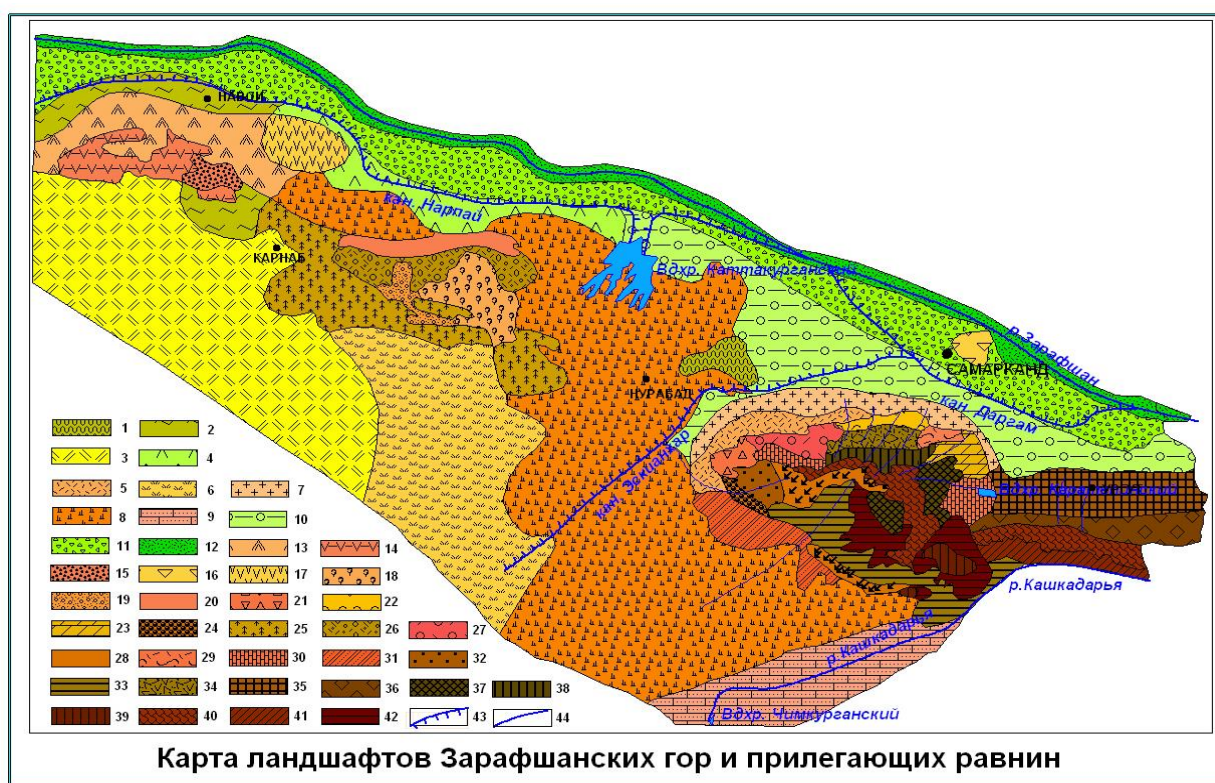 НАВОИ
кан. Нарпай
КАРНАБ
Вдхр. Каттакурганский
р.Зарафшан
САМАРКАНД
НУРАБАД
кан. Даргам
кан. Эскианхар
р.Кашкадарья
р.Кашкадарья
Вдхр. Чимкурганский
1 2
3 4
5 6 7
8 9 10
11 12 13 14
15 16 17 18
19 20 21 22
23 24 25 26 27
28 29 30 31 32
33 34 35 36 37 38
39 40 41 42 43 44
Карта ландшафтов Зарафшанских гор и прилегающих равнин